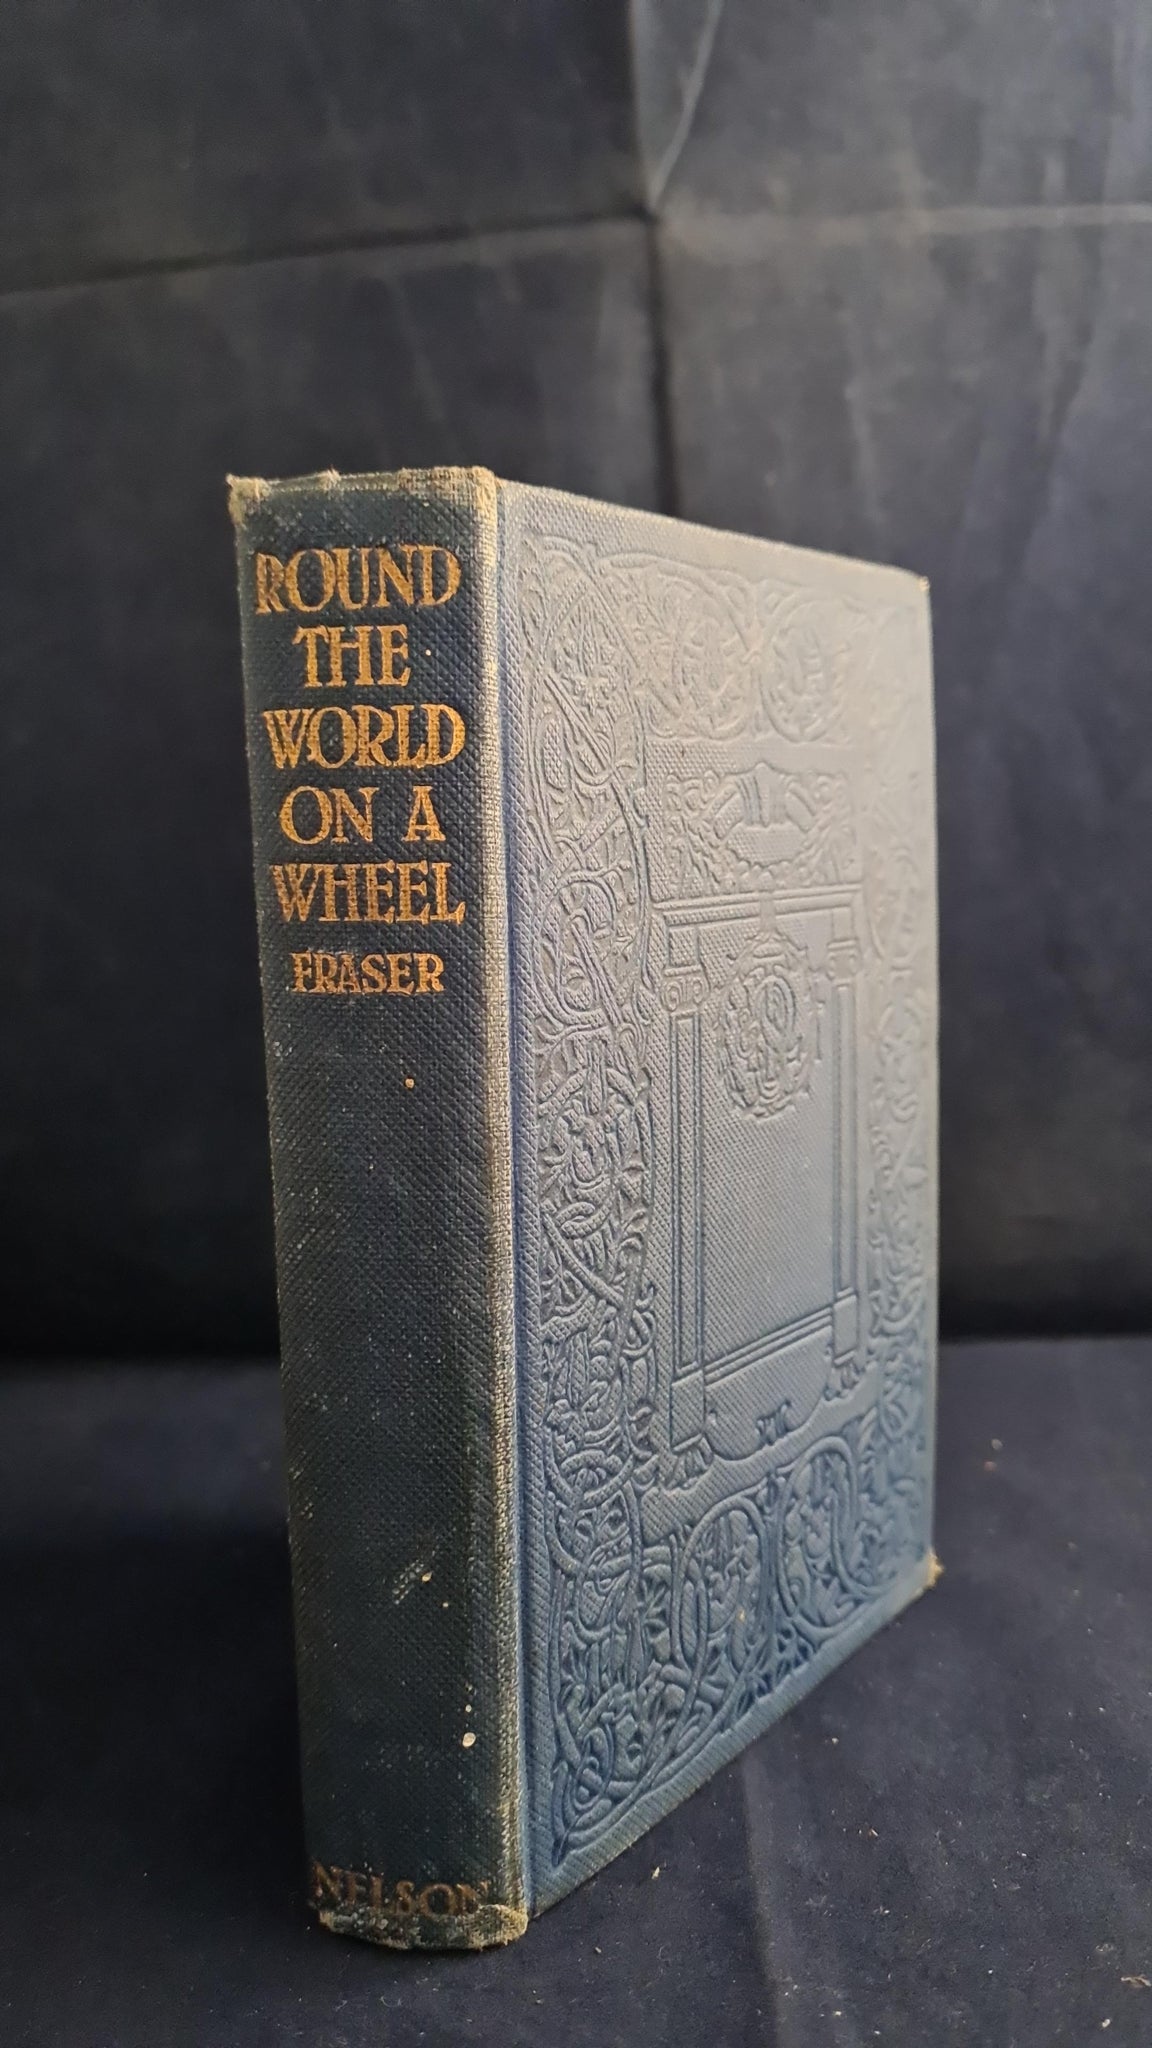 ROUND
THE
WORLD
ON A
WHEEL
FRASER
NELSON